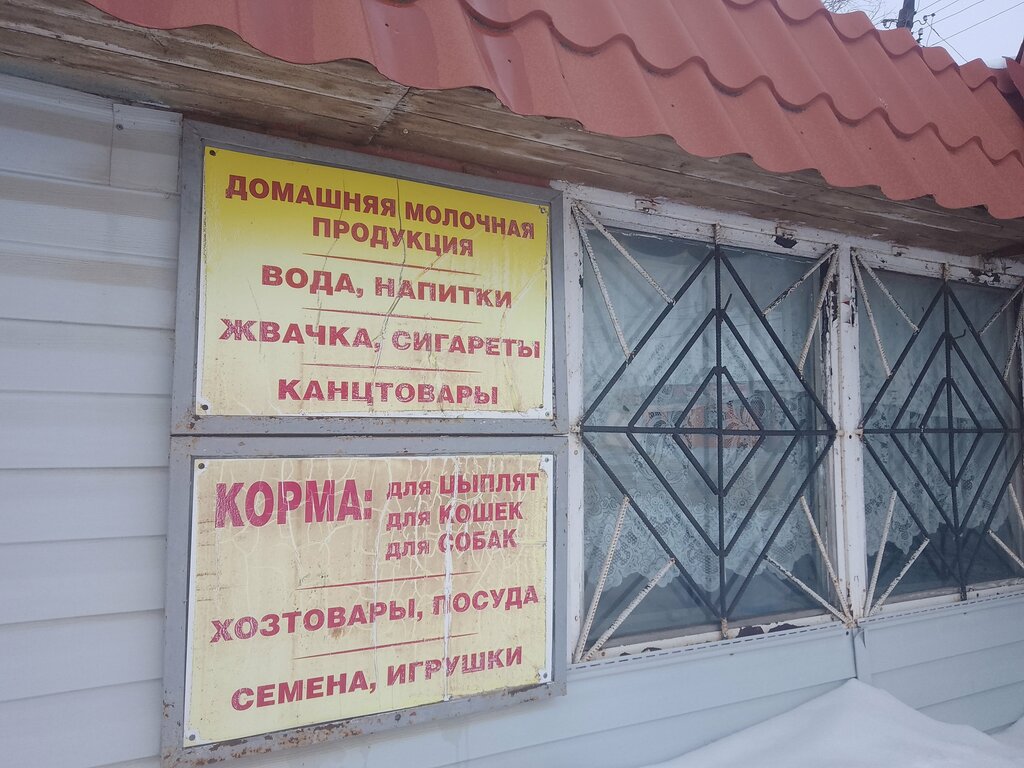 ДОМАШНЯЯ МОЛОЧНАЯ
ПРОДУКЦИЯ
ВОДА, НАПИТКИ
ЖВАЧКА, СИГАРЕТЫ
КАНЦТОВАРЫ
КОРМА: для ЦЫПЛЯТ
для КОШЕК
для СОБАК
ХОЗТОВАРЫ, ПОСУДА
СЕМЕНА, ИГРУШКИ